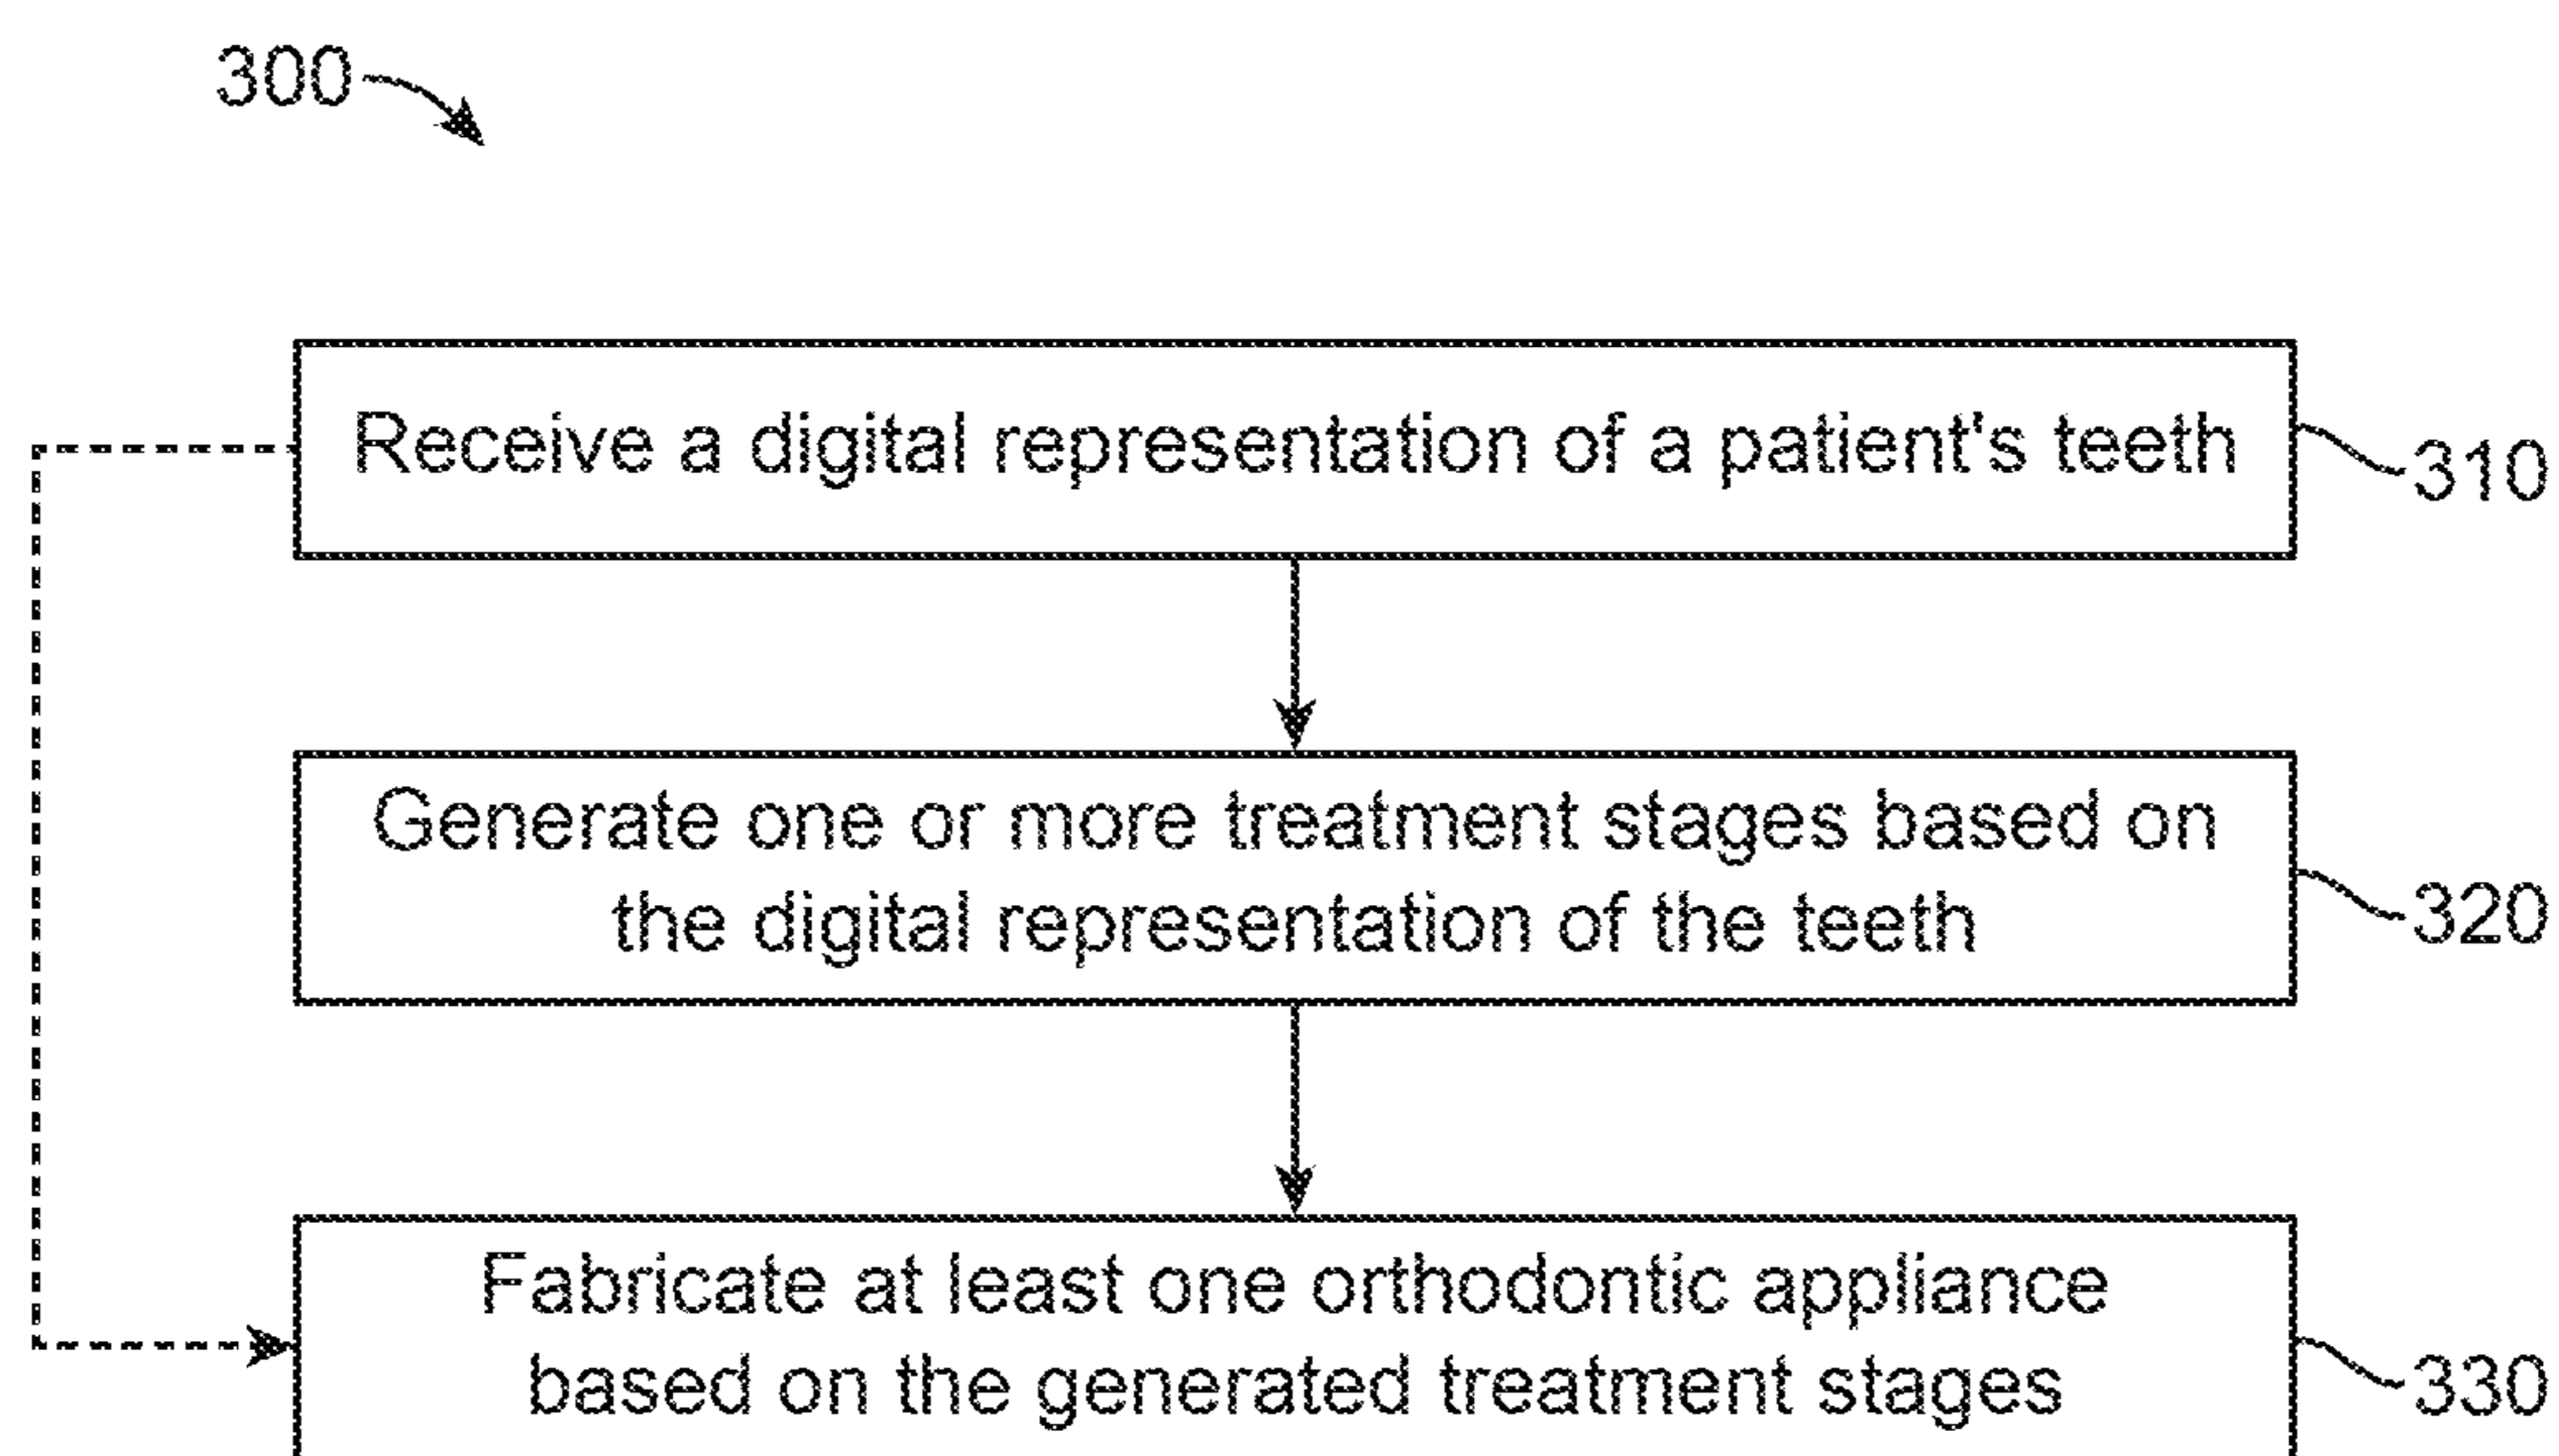 300
Receive a digital representation of a patient's teeth
310
Generate one or more treatment stages based on
the digital representation of the teeth
320
Fabricate at least one orthodontic appliance
based on the generated treatment stages
330